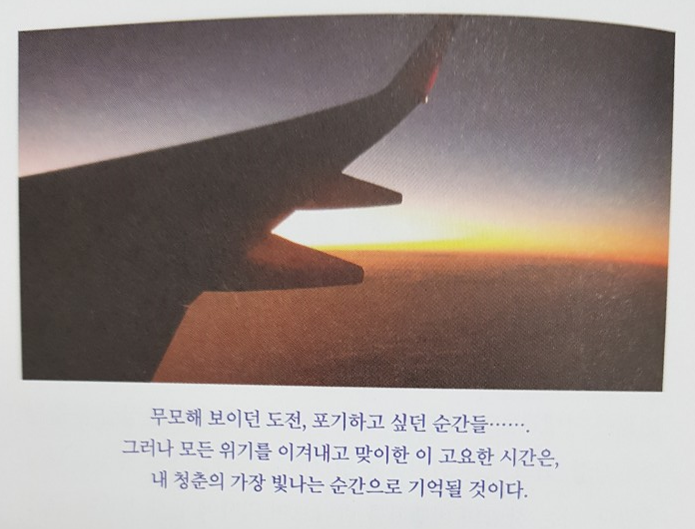 무모해 보이던 도전, 포기하고 싶던 순간들…….
그러나 모든 위기를 이겨내고 맞이한 이 고요한 시간은,
내 청춘의 가장 빛나는 순간으로 기억될 것이다.